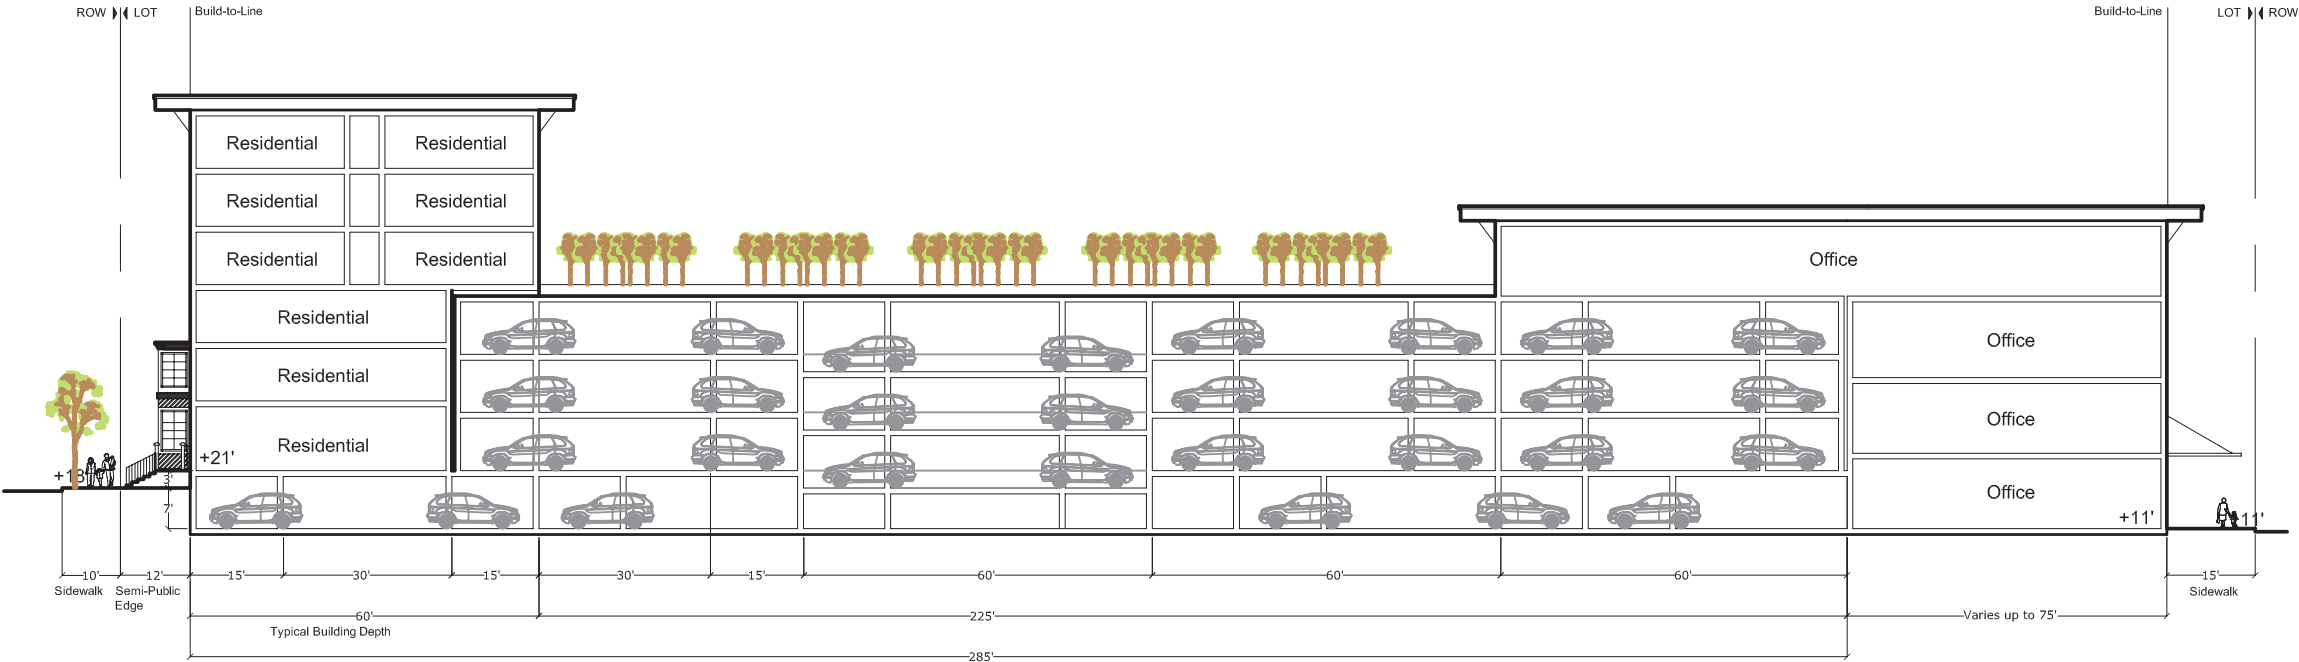 ROW LOT Build-to-Line Build-to-Line LOT ROW
Residential Residential
Residential Residential
Residential Residential Office
Residential
Office
Residential
Office
Residential
+21'
+18'
3'
Office
7'
+11' +11'
10' 12' 15' 30' 15' 30' 15' 60' 60' 60' 15'
Sidewalk Semi-Public Sidewalk
Edge
60' 225' Varies up to 75'
Typical Building Depth
285'